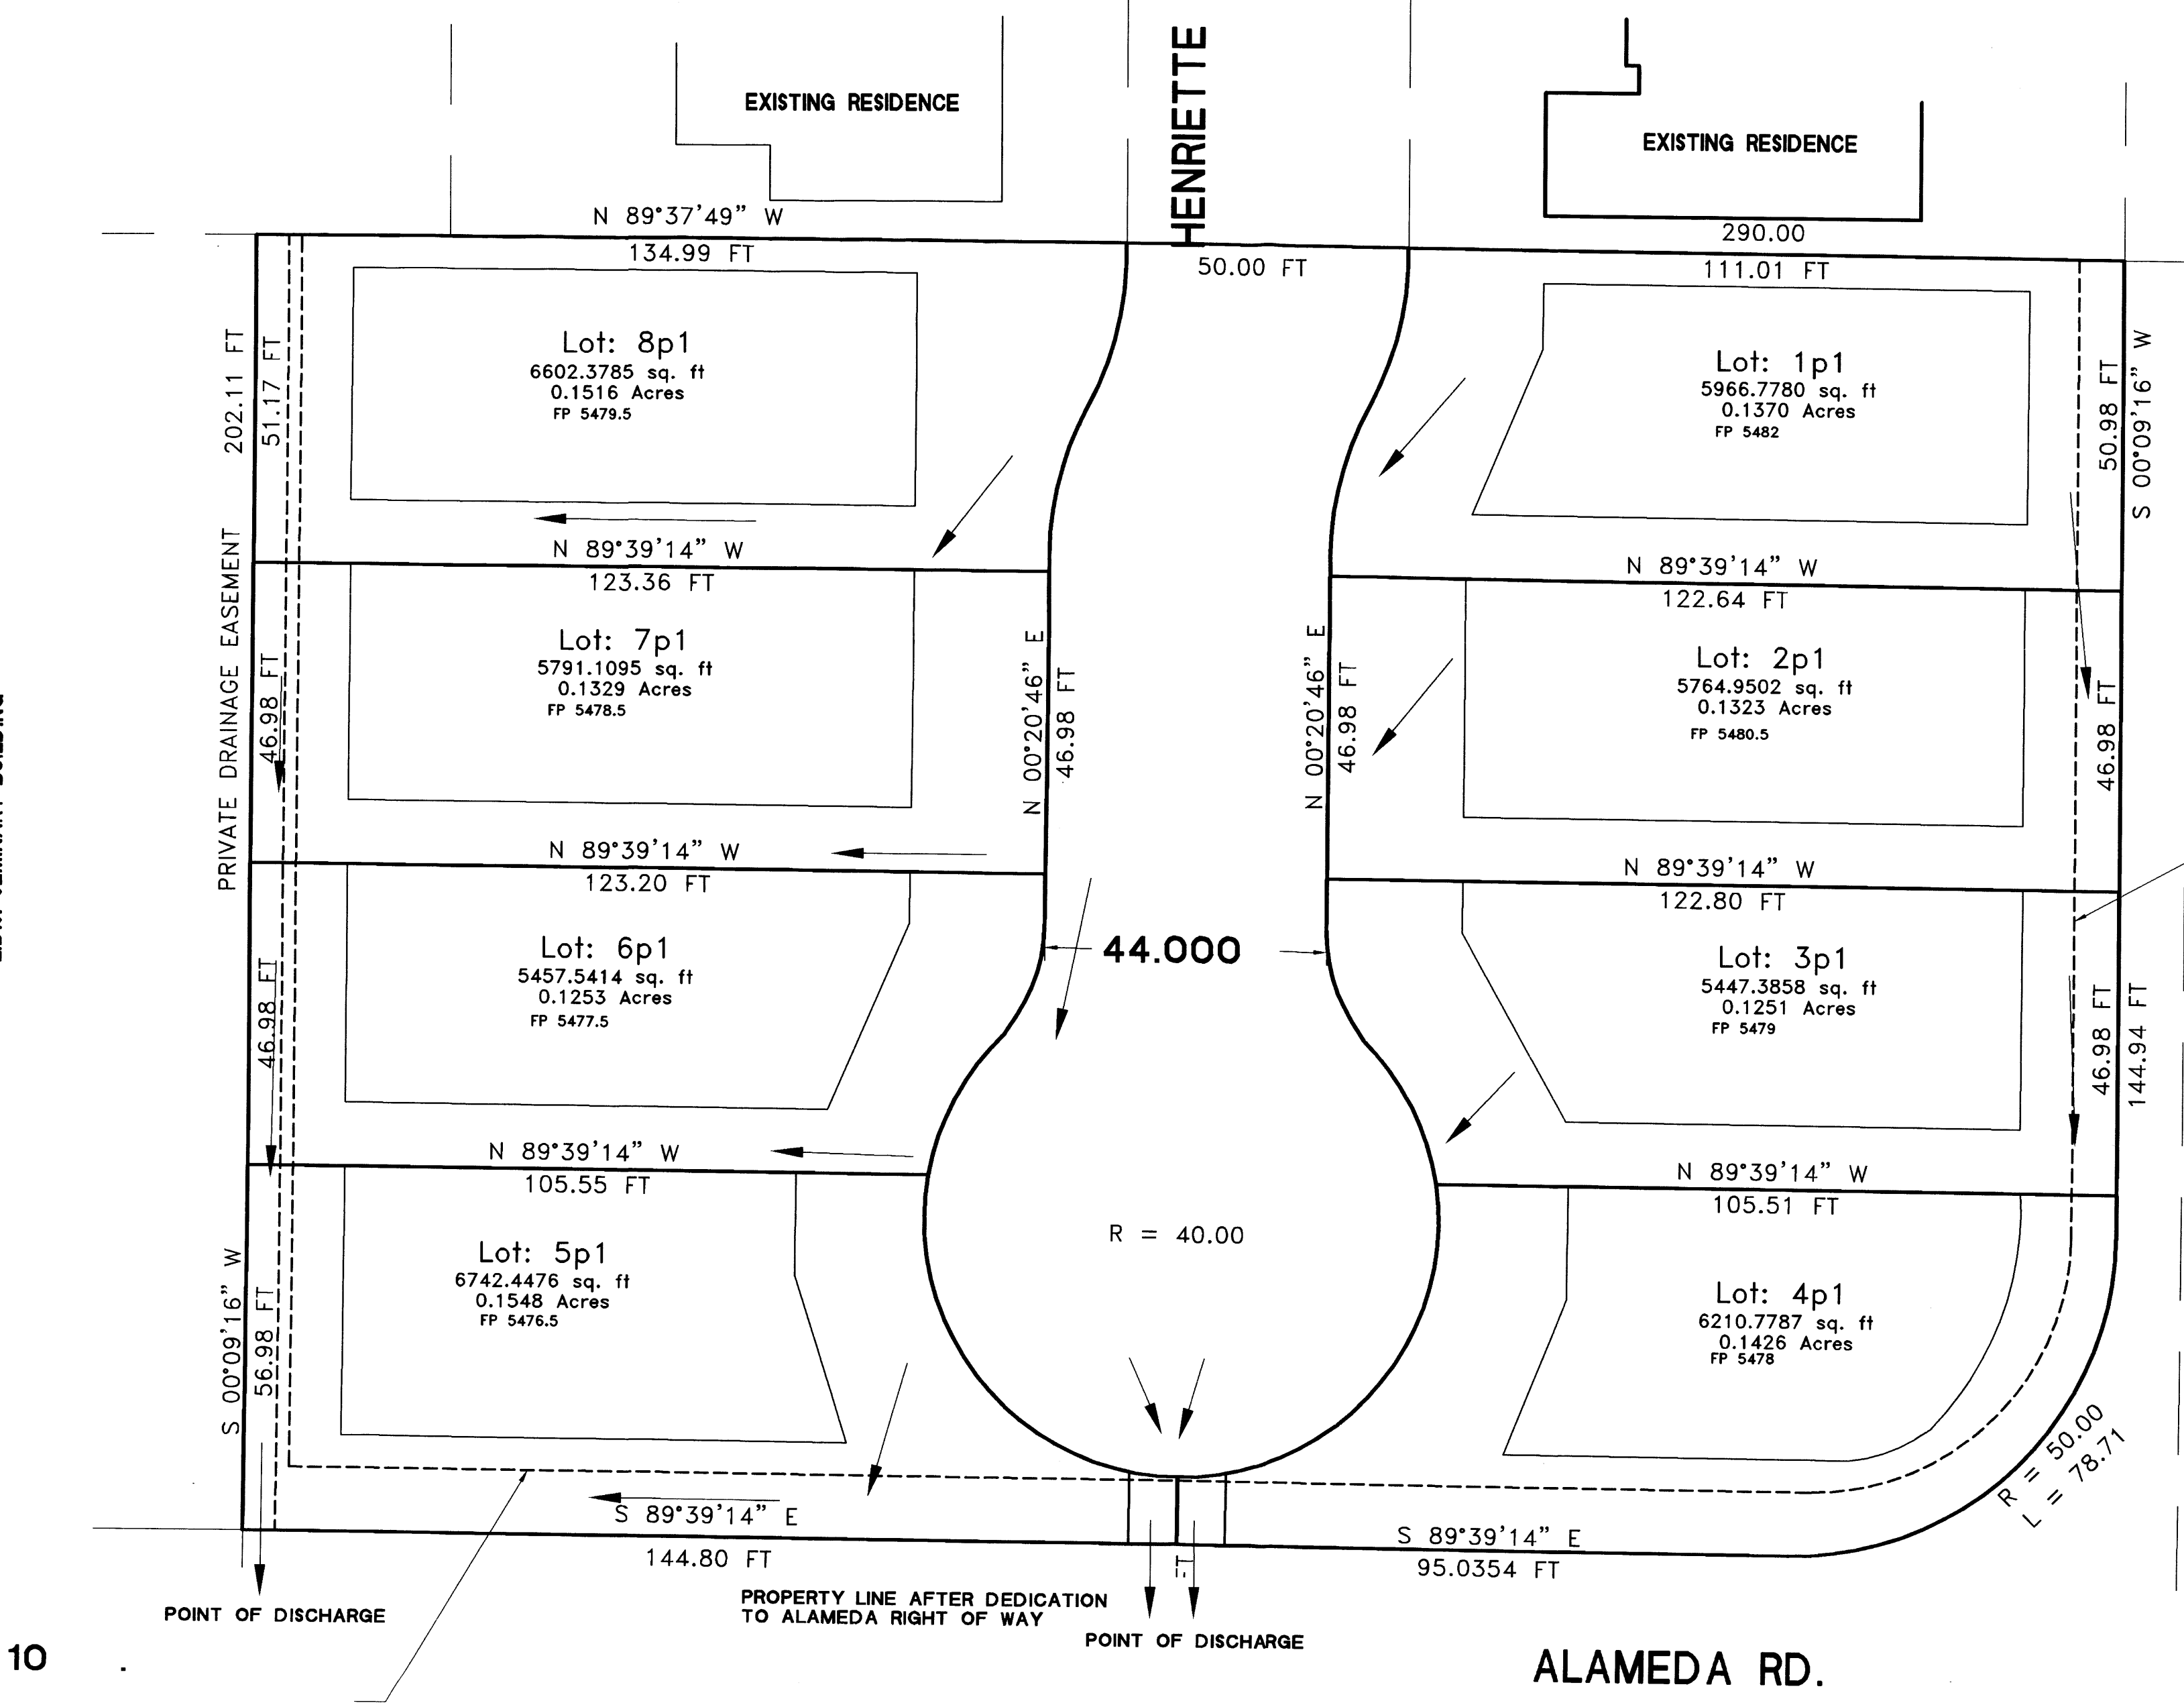 HENRIETTE
EXISTING RESIDENCE
EXISTING RESIDENCE
N 89°37'49" W
134.99 FT
50.00 FT
290.00
111.01 FT
202.11 FT
51.17 FT
Lot: 8p1
6602.3785 sq. ft
0.1516 Acres
FP 5479.5
Lot: 1p1
5966.7780 sq. ft
0.1370 Acres
FP 5482
50.98 FT
S 00°09'16" W
N 89°39'14" W
123.36 FT
N 89°39'14" W
122.64 FT
PRIVATE DRAINAGE EASEMENT
46.98 FT
Lot: 7p1
5791.1095 sq. ft
0.1329 Acres
FP 5478.5
N 00°20'46" E
46.98 FT
N 00°20'46" E
46.98 FT
Lot: 2p1
5764.9502 sq. ft
0.1323 Acres
FP 5480.5
46.98 FT
N 89°39'14" W
123.20 FT
N 89°39'14" W
122.80 FT
46.98 FT
Lot: 6p1
5457.5414 sq. ft
0.1253 Acres
FP 5477.5
44.000
Lot: 3p1
5447.3858 sq. ft
0.1251 Acres
FP 5479
46.98 FT
144.94 FT
N 89°39'14" W
105.55 FT
N 89°39'14" W
105.51 FT
S 00°09'16" W
56.98 FT
Lot: 5p1
6742.4476 sq. ft
0.1548 Acres
FP 5476.5
R = 40.00
Lot: 4p1
6210.7787 sq. ft
0.1426 Acres
FP 5478
R = 50.00
L = 78.71
S 89°39'14" E
144.80 FT
S 89°39'14" E
95.0354 FT
POINT OF DISCHARGE
PROPERTY LINE AFTER DEDICATION
TO ALAMEDA RIGHT OF WAY
POINT OF DISCHARGE
10
ALAMEDA RD.